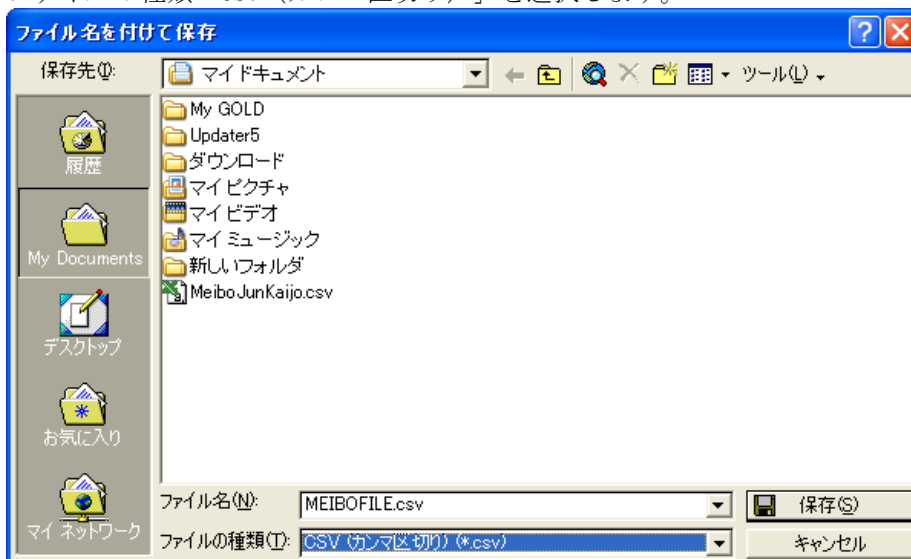 ファイル名を付けて保存
保存先(I):
マイドキュメント
ツール(L)
履歴
My Documents
デスクトップ
お気に入り
マイ ネットワーク
My GOLD
Updater5
ダウンロード
マイ ピクチャ
マイ ビデオ
マイ ミュージック
新しいフォルダ
MeiboJunKaijo.csv
ファイル名(N):
MEIBOFILE.csv
保存(S)
ファイルの種類(T):
CSV (カンマ区切り) (*.csv)
キャンセル